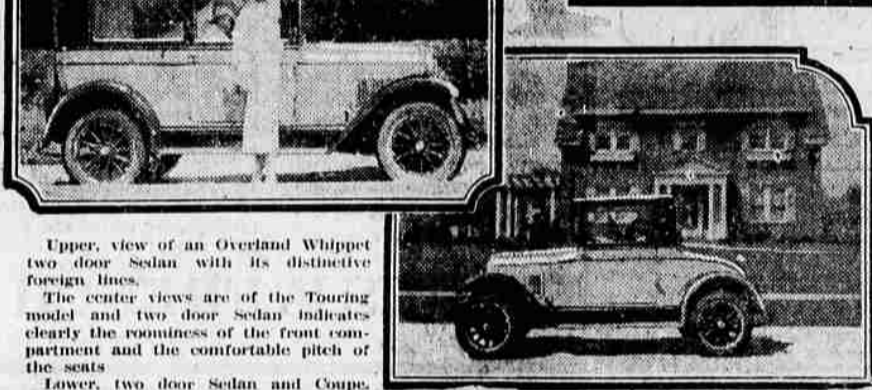 Upper, view of an Overland Whippet
two door Sedan with its distinctive
foreign lines.
The center views are of the Touring
model and two door Sedan indicates
clearly the roominess of the front com-
partment and the comfortable pitch of
the seats
Lower, two door Sedan and Coupe.